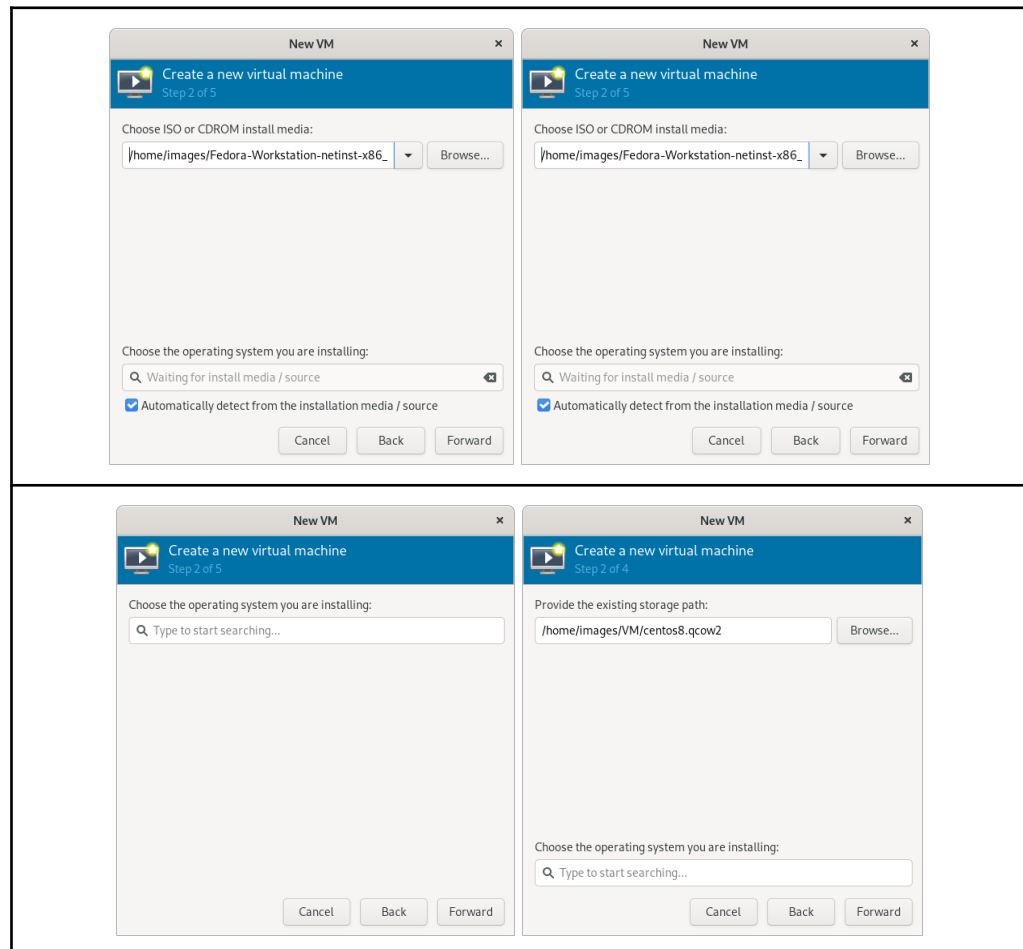 New VM ×
Create a new virtual machine
Step 2 of 5
Choose ISO or CDROM install media:
/home/images/Fedora-Workstation-netinst-x86_
Browse...
Choose the operating system you are installing:
Waiting for install media / source
Automatically detect from the installation media / source
Cancel Back Forward
New VM ×
Create a new virtual machine
Step 2 of 5
Choose ISO or CDROM install media:
/home/images/Fedora-Workstation-netinst-x86_
Browse...
Choose the operating system you are installing:
Waiting for install media / source
Automatically detect from the installation media / source
Cancel Back Forward
New VM ×
Create a new virtual machine
Step 2 of 5
Choose the operating system you are installing:
Type to start searching...
Cancel Back Forward
New VM ×
Create a new virtual machine
Step 2 of 4
Provide the existing storage path:
/home/images/VM/centos8.qcow2
Browse...
Choose the operating system you are installing:
Type to start searching...
Cancel Back Forward